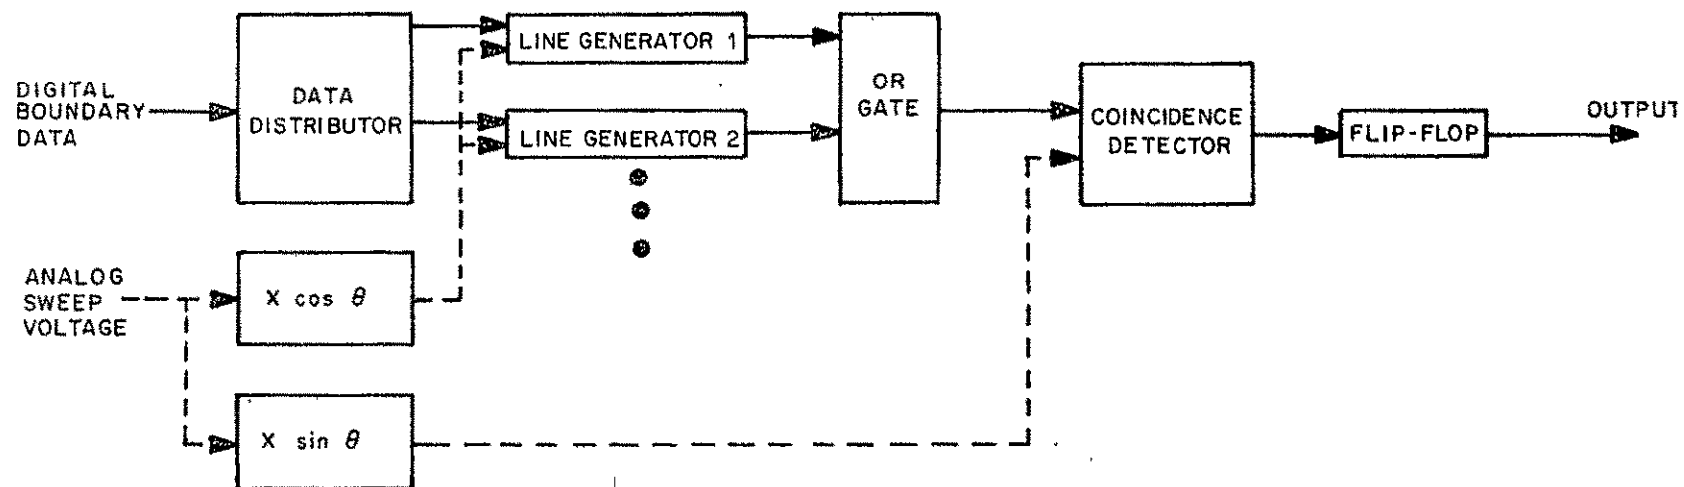 DIGITAL
BOUNDARY
DATA
DATA
DISTRIBUTOR
LINE GENERATOR 1
LINE GENERATOR 2
OR
GATE
COINCIDENCE
DETECTOR
FLIP-FLOP
OUTPUT
ANALOG
SWEEP
VOLTAGE
X cos θ
X sin θ